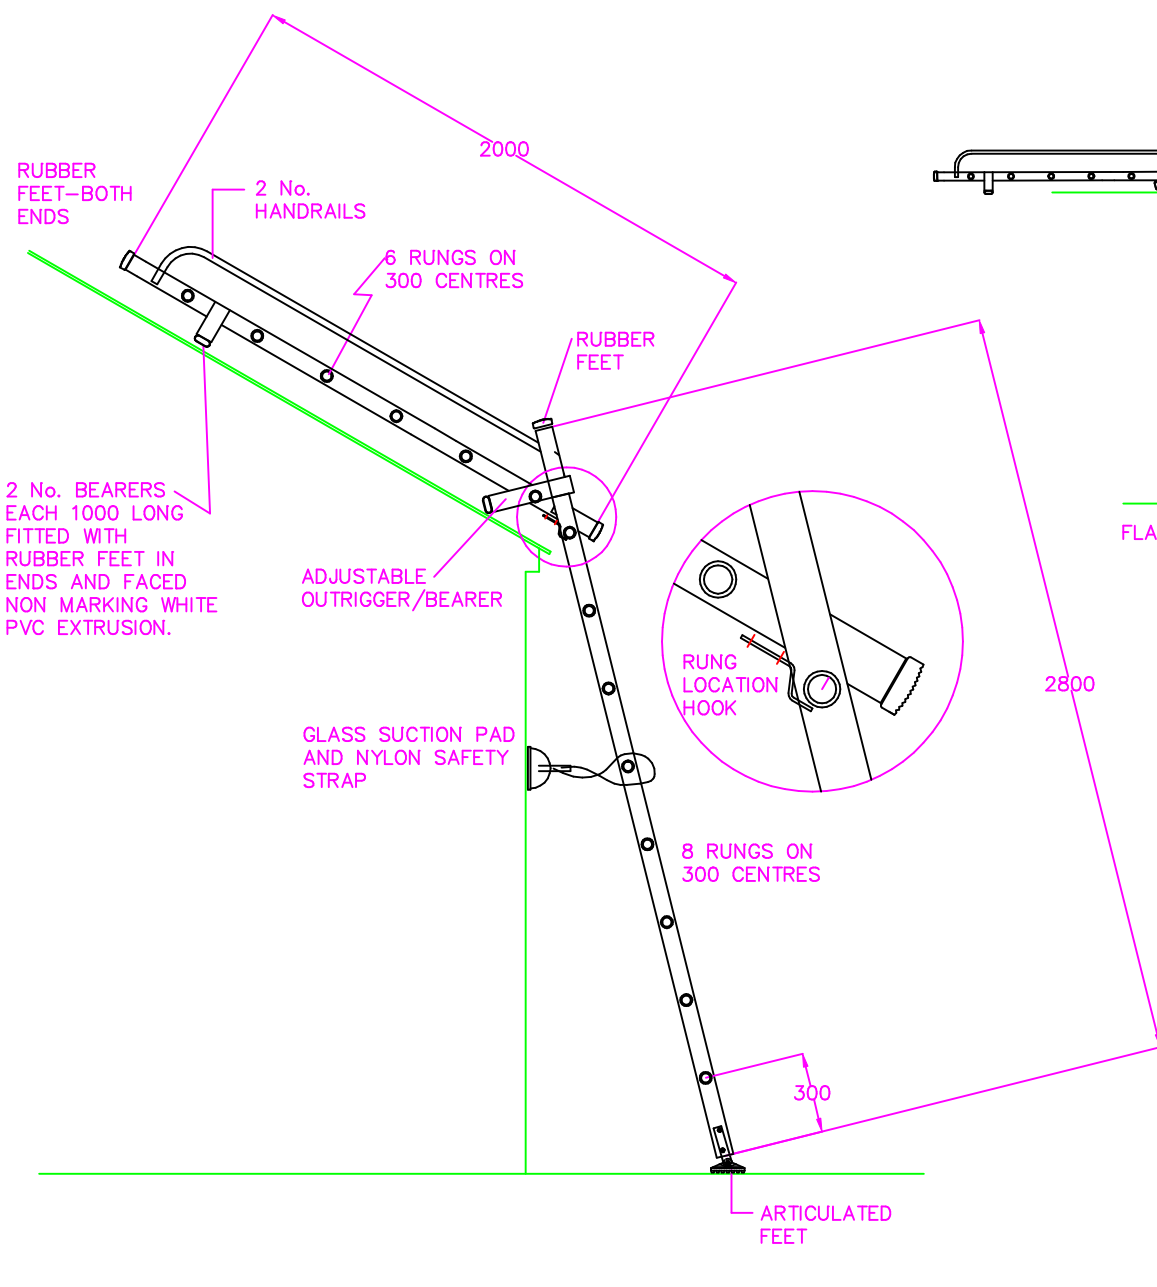 2000
RUBBER
FEET-BOTH
ENDS
2 No.
HANDRAILS
6 RUNGS ON
300 CENTRES
RUBBER
FEET
2 No. BEARERS
EACH 1000 LONG
FITTED WITH
RUBBER FEET IN
ENDS AND FACED
NON MARKING WHITE
PVC EXTRUSION.
ADJUSTABLE
OUTRIGGER/BEARER
FLA
RUNG
LOCATION
HOOK
2800
GLASS SUCTION PAD
AND NYLON SAFETY
STRAP
8 RUNGS ON
300 CENTRES
300
ARTICULATED
FEET